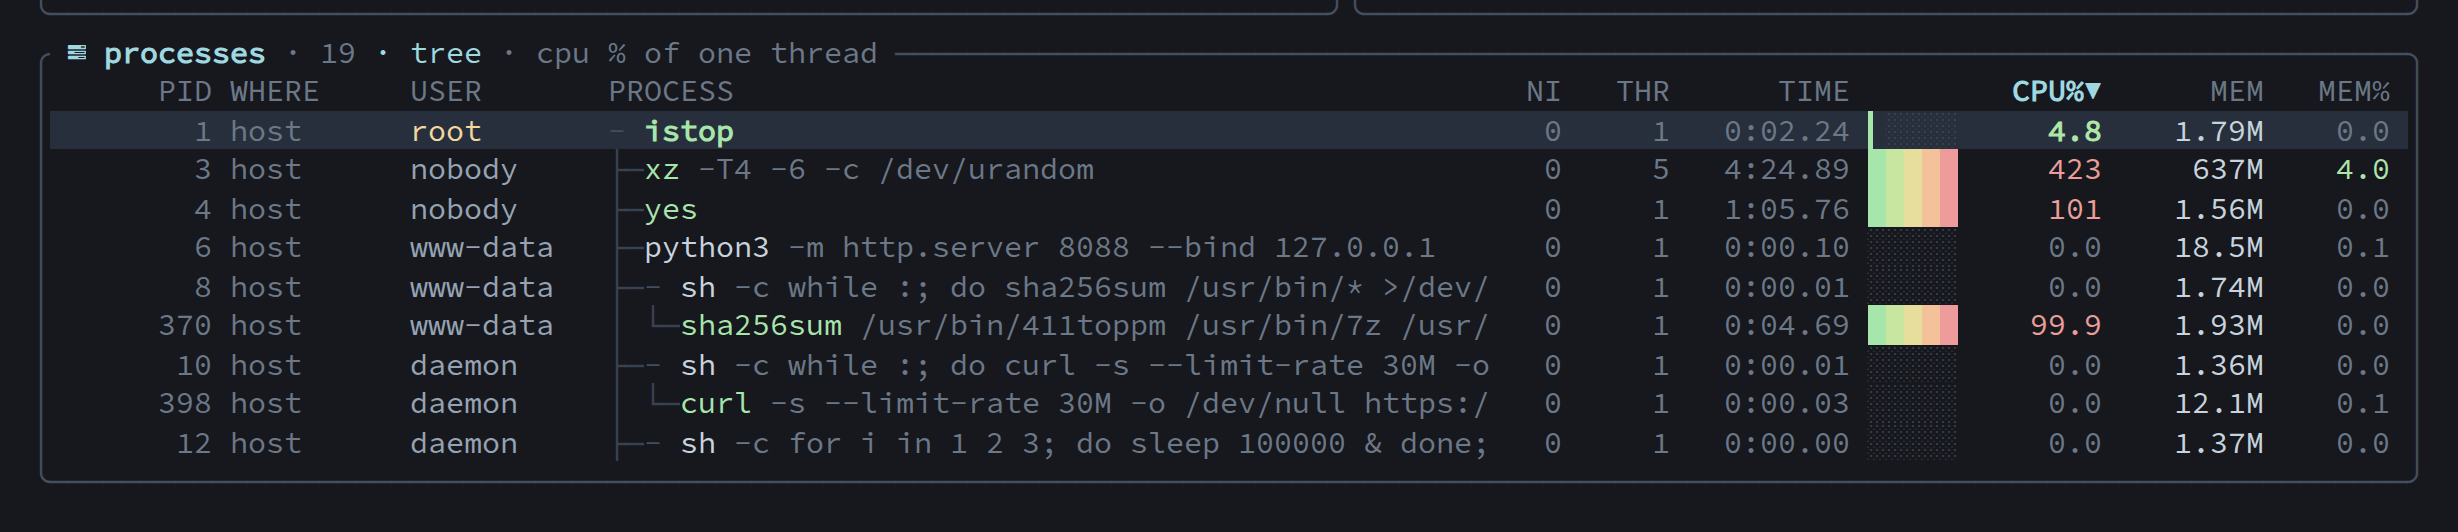 processes · 19 · tree · cpu % of one thread
PID WHERE USER PROCESS NI THR TIME CPU%▼ MEM MEM%
1 host root − istop 0 1 0:02.24 4.8 1.79M 0.0
3 host nobody ├─xz -T4 -6 -c /dev/urandom 0 5 4:24.89 423 637M 4.0
4 host nobody ├─yes 0 1 1:05.76 101 1.56M 0.0
6 host www-data ├─python3 -m http.server 8088 --bind 127.0.0.1 0 1 0:00.10 0.0 18.5M 0.1
8 host www-data ├─− sh -c while :; do sha256sum /usr/bin/* >/dev/ 0 1 0:00.01 0.0 1.74M 0.0
370 host www-data │ └─sha256sum /usr/bin/411toppm /usr/bin/7z /usr/ 0 1 0:04.69 99.9 1.93M 0.0
10 host daemon ├─− sh -c while :; do curl -s --limit-rate 30M -o 0 1 0:00.01 0.0 1.36M 0.0
398 host daemon │ └─curl -s --limit-rate 30M -o /dev/null https:/ 0 1 0:00.03 0.0 12.1M 0.1
12 host daemon ├─− sh -c for i in 1 2 3; do sleep 100000 & done; 0 1 0:00.00 0.0 1.37M 0.0